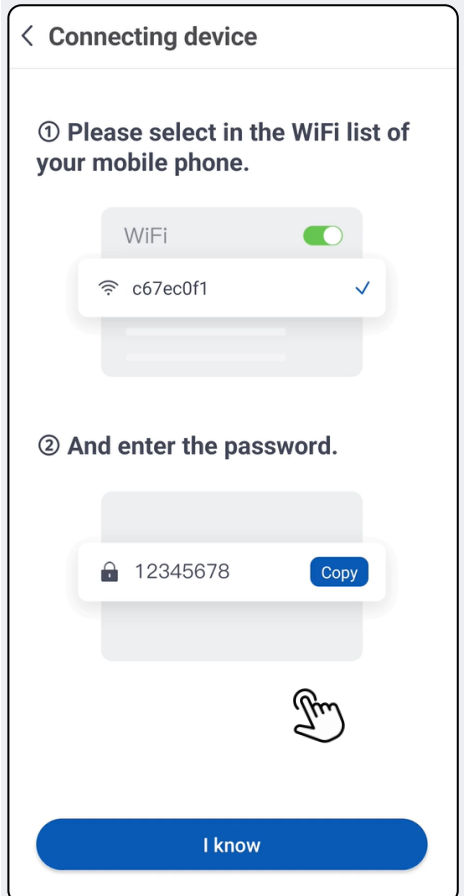 Connecting device
① Please select in the WiFi list of
your mobile phone.
WiFi
c67ec0f1
② And enter the password.
12345678
Copy
I know